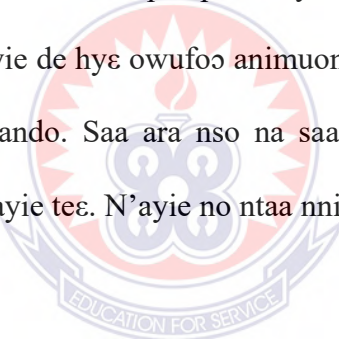 yie de hyɛ owufoɔ animuon
ando. Saa ara nso na saa
ayie teɛ. N'ayie no ntaa nni
EDUCATION FOR SERVICE